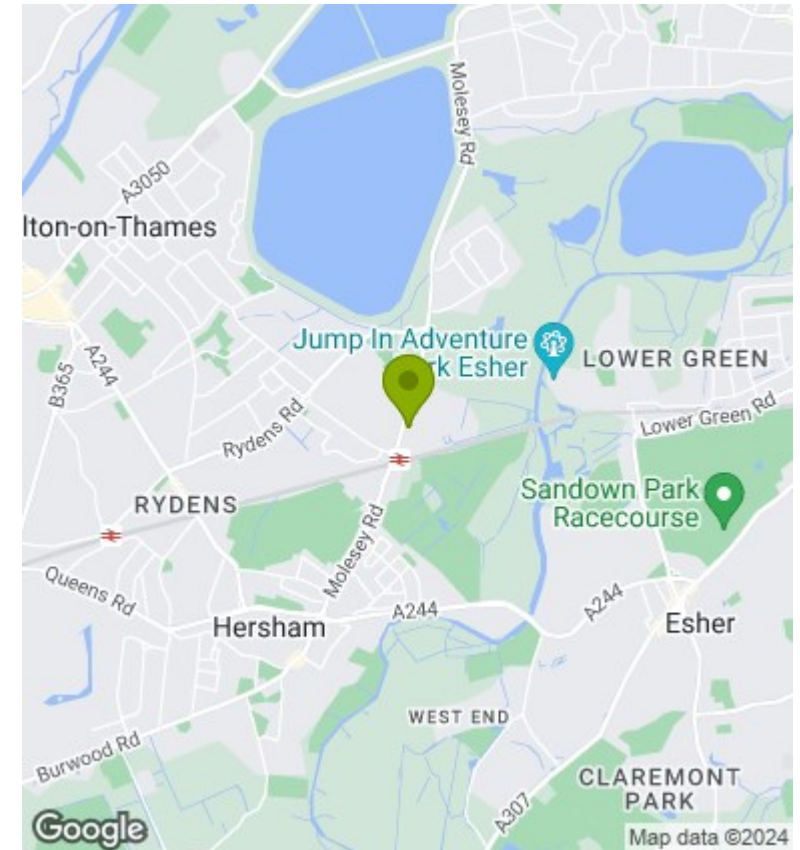 Molesey Rd
A3050
lton-on-Thames
Jump In Adventure
rk Esher
LOWER GREEN
B365
A244
Rydens Rd
Lower Green Rd
RYDENS
Sandown Park
Racecourse
Queens Rd
Molesey Rd
Hersham
A244
A244
Esher
WEST END
Burwood Rd
A307
CLAREMONT
PARK
Google
Map data ©2024